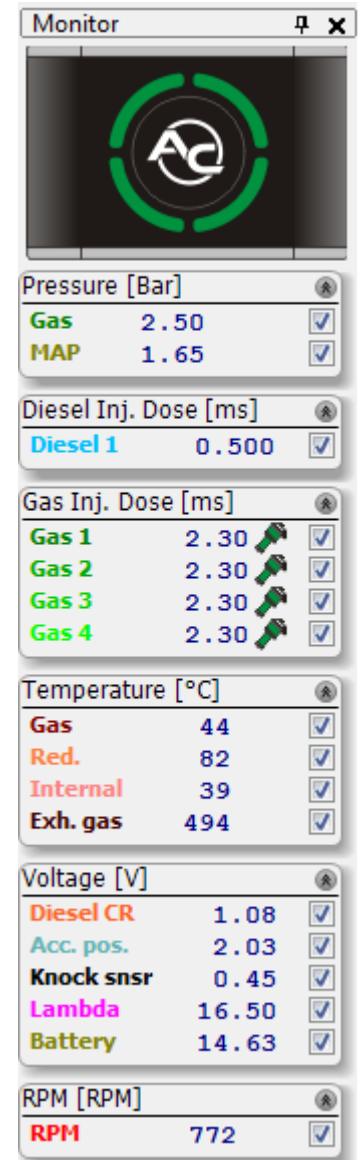 Monitor
AC
Pressure [Bar]
Gas 2.50
MAP 1.65
Diesel Inj. Dose [ms]
Diesel 1 0.500
Gas Inj. Dose [ms]
Gas 1 2.30
Gas 2 2.30
Gas 3 2.30
Gas 4 2.30
Temperature [°C]
Gas 44
Red. 82
Internal 39
Exh. gas 494
Voltage [V]
Diesel CR 1.08
Acc. pos. 2.03
Knock snsr 0.45
Lambda 16.50
Battery 14.63
RPM [RPM]
RPM 772